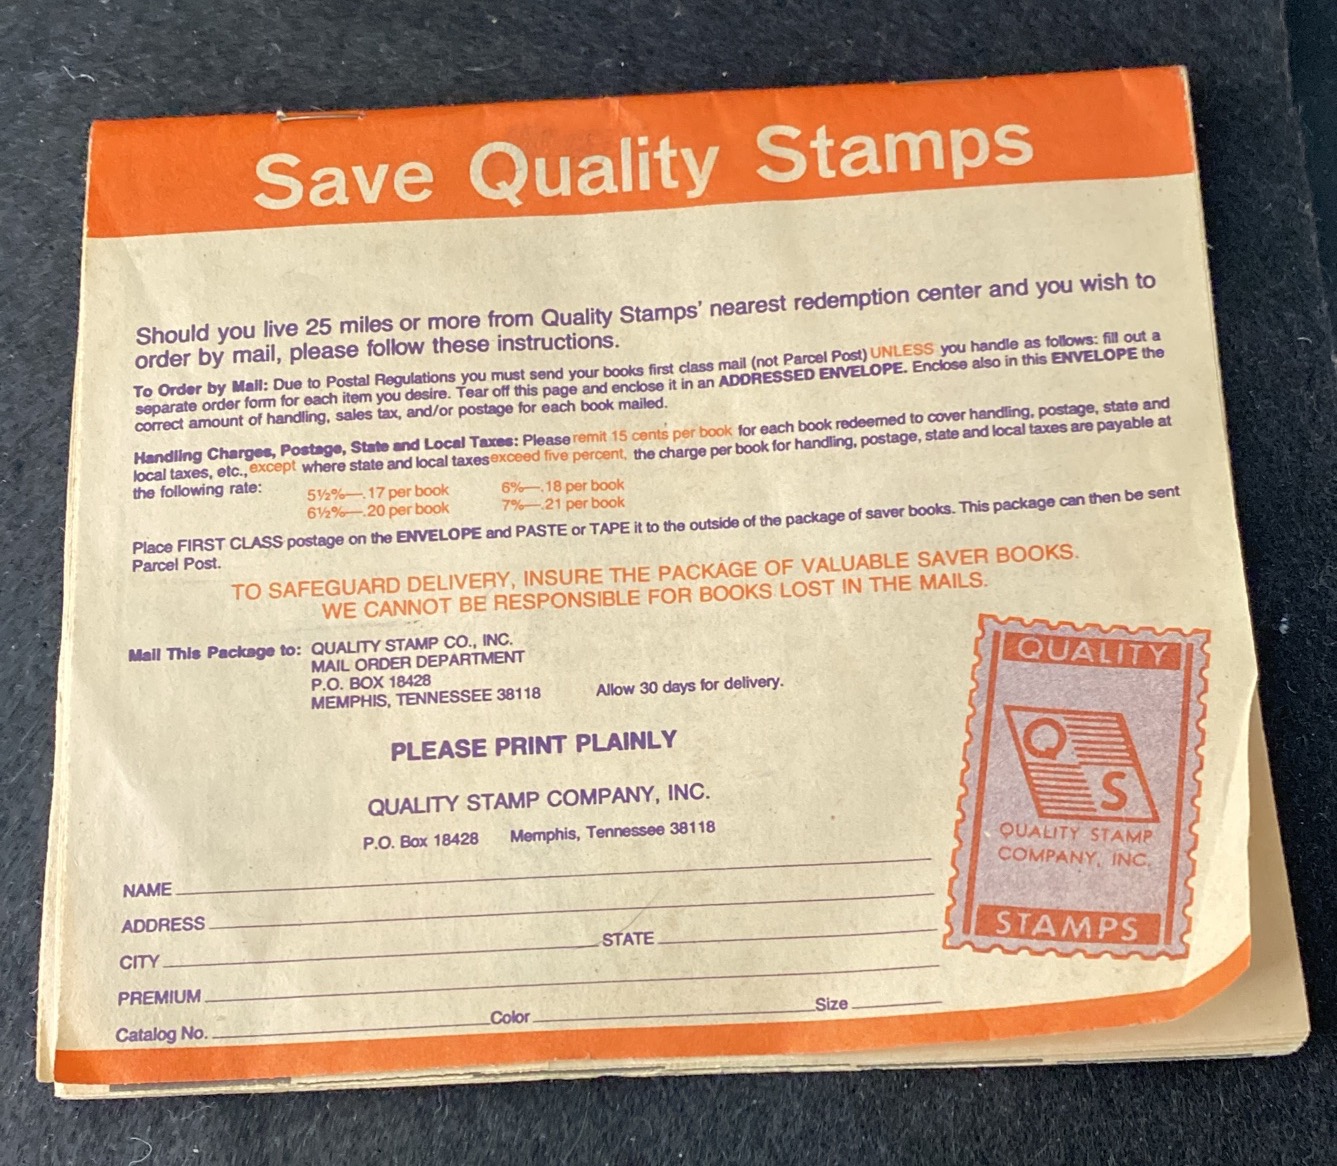 Save Quality Stamps
Should you live 25 miles or more from Quality Stamps' nearest redemption center and you wish to
order by mail, please follow these instructions.
To Order by Mail: Due to Postal Regulations you must send your books first class mail (not Parcel Post) UNLESS you handle as follows: fill out a
separate order form for each item you desire. Tear off this page and enclose it in an ADDRESSED ENVELOPE. Enclose also in this ENVELOPE the
correct amount of handling, sales tax, and/or postage for each book mailed.
Handling Charges, Postage, State and Local Taxes: Please remit 15 cents per book for each book redeemed to cover handling, postage, state and
local taxes, etc., except where state and local taxes exceed five percent, the charge per book for handling, postage, state and local taxes are payable at
the following rate:
5½%—.17 per book 6%—.18 per book
6½%—.20 per book 7%—.21 per book
Place FIRST CLASS postage on the ENVELOPE and PASTE or TAPE it to the outside of the package of saver books. This package can then be sent
Parcel Post.
TO SAFEGUARD DELIVERY, INSURE THE PACKAGE OF VALUABLE SAVER BOOKS.
WE CANNOT BE RESPONSIBLE FOR BOOKS LOST IN THE MAILS.
Mail This Package to: QUALITY STAMP CO., INC.
MAIL ORDER DEPARTMENT
P.O. BOX 18428
MEMPHIS, TENNESSEE 38118 Allow 30 days for delivery.
PLEASE PRINT PLAINLY
QUALITY STAMP COMPANY, INC.
P.O. Box 18428 Memphis, Tennessee 38118
NAME
ADDRESS
CITY STATE
PREMIUM
Catalog No. Color Size
QUALITY
Q
S
QUALITY STAMP
COMPANY, INC.
STAMPS